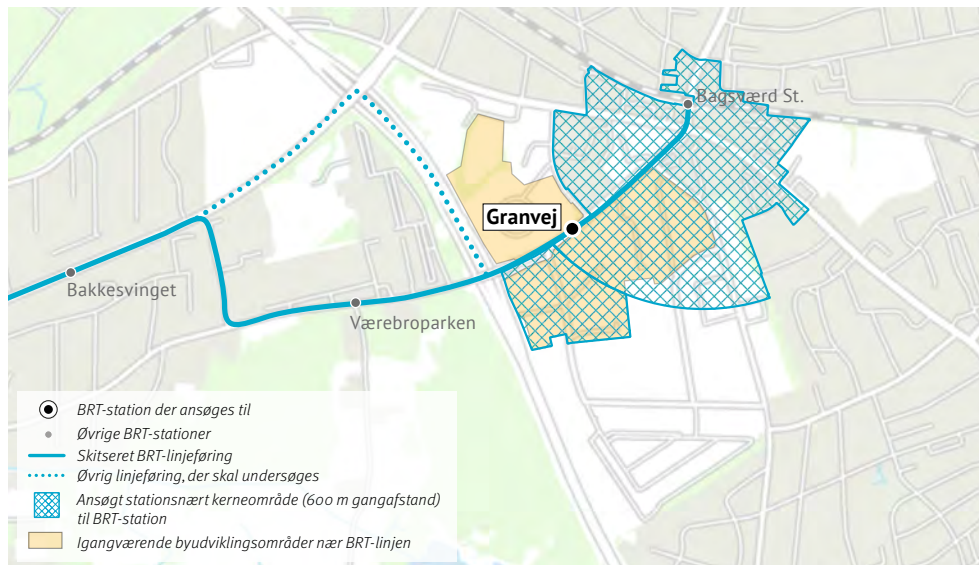 Bagsværd St.
Granvej
Bakkesvinget
Værebroparken
BRT-station der ansøges til
Øvrige BRT-stationer
Skitseret BRT-linjeføring
Øvrig linjeføring, der skal undersøges
Ansøgt stationsnært kerneområde (600 m gangafstand)
til BRT-station
Igangværende byudviklingsområder nær BRT-linjen